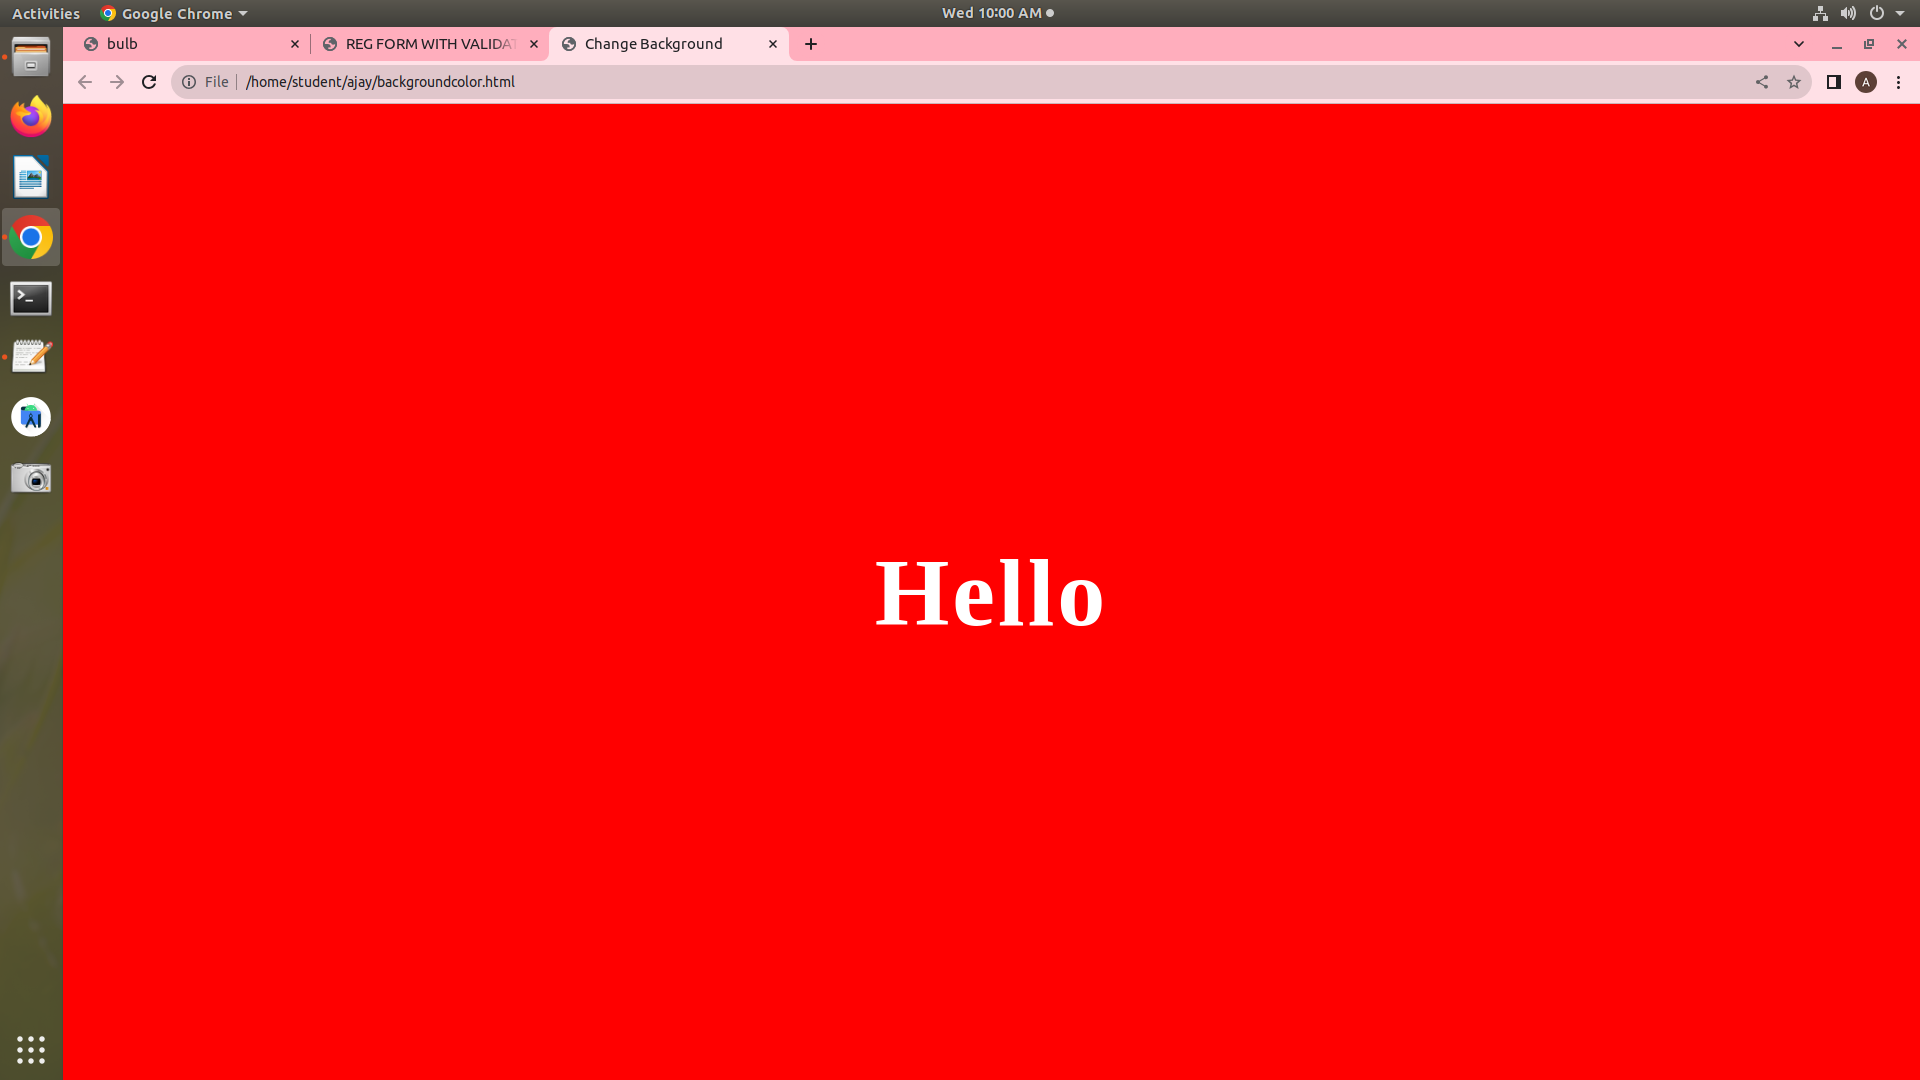 Activities Google Chrome Wed 10:00 AM
bulb REG FORM WITH VALIDAT Change Background
File /home/student/ajay/backgroundcolor.html A
Hello